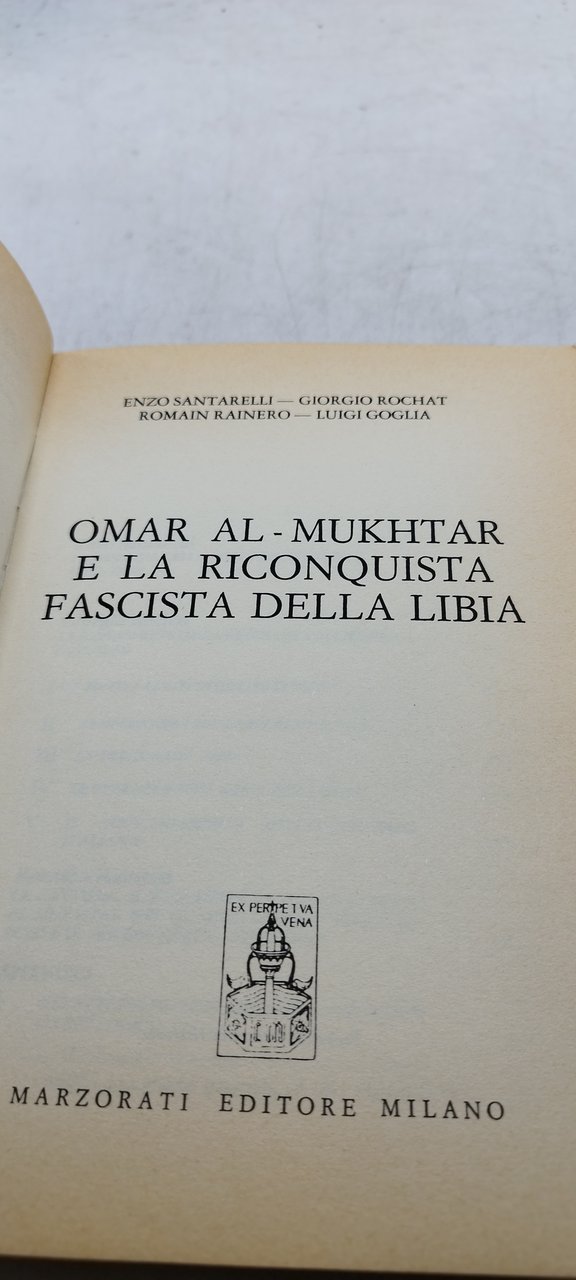 ENZO SANTARELLI — GIORGIO ROCHAT
ROMAIN RAINERO — LUIGI GOGLIA
OMAR AL - MUKHTAR
E LA RICONQUISTA
FASCISTA DELLA LIBIA
EX PERPETVA
VENA
MARZORATI EDITORE MILANO